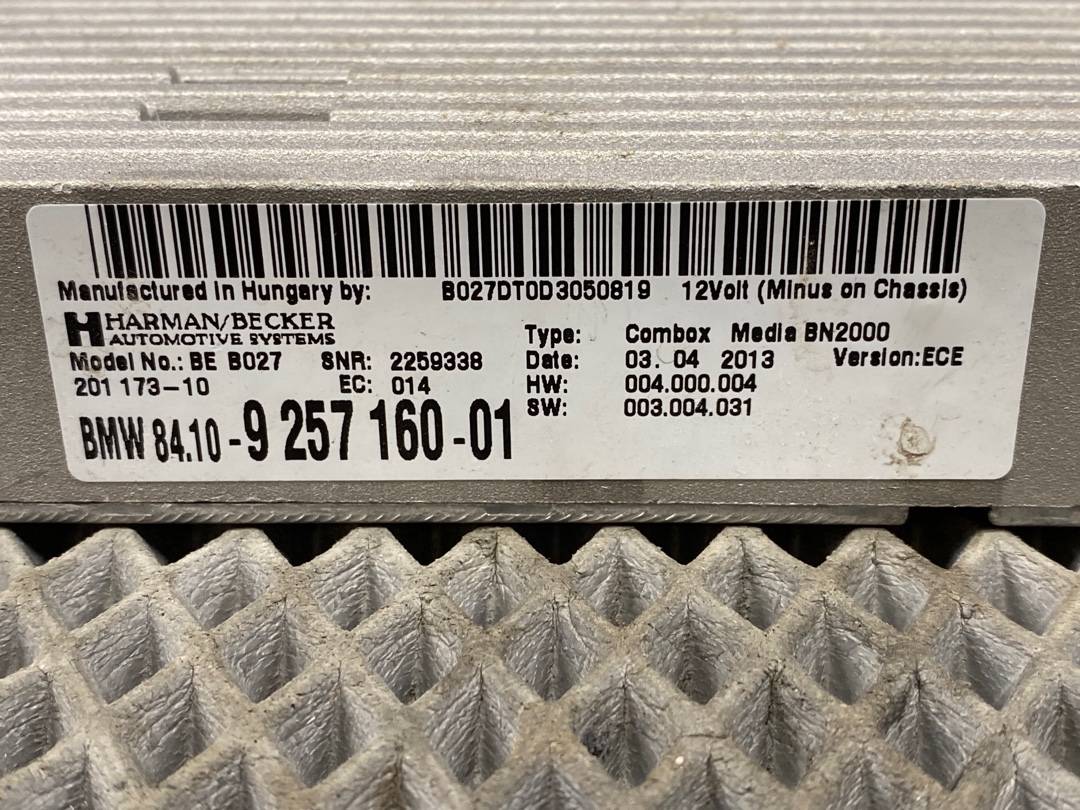 Manufactured in Hungary by: B027DT0D3050819 12Volt (Minus on Chassis)
HARMAN/BECKER
AUTOMOTIVE SYSTEMS
Type: Combox Media BN2000
Model No.: BE B027 SNR: 2259338 Date: 03. 04 2013 Version:ECE
201 173-10 EC: 014 HW: 004.000.004
SW: 003.004.031
BMW 84.10-9 257 160-01